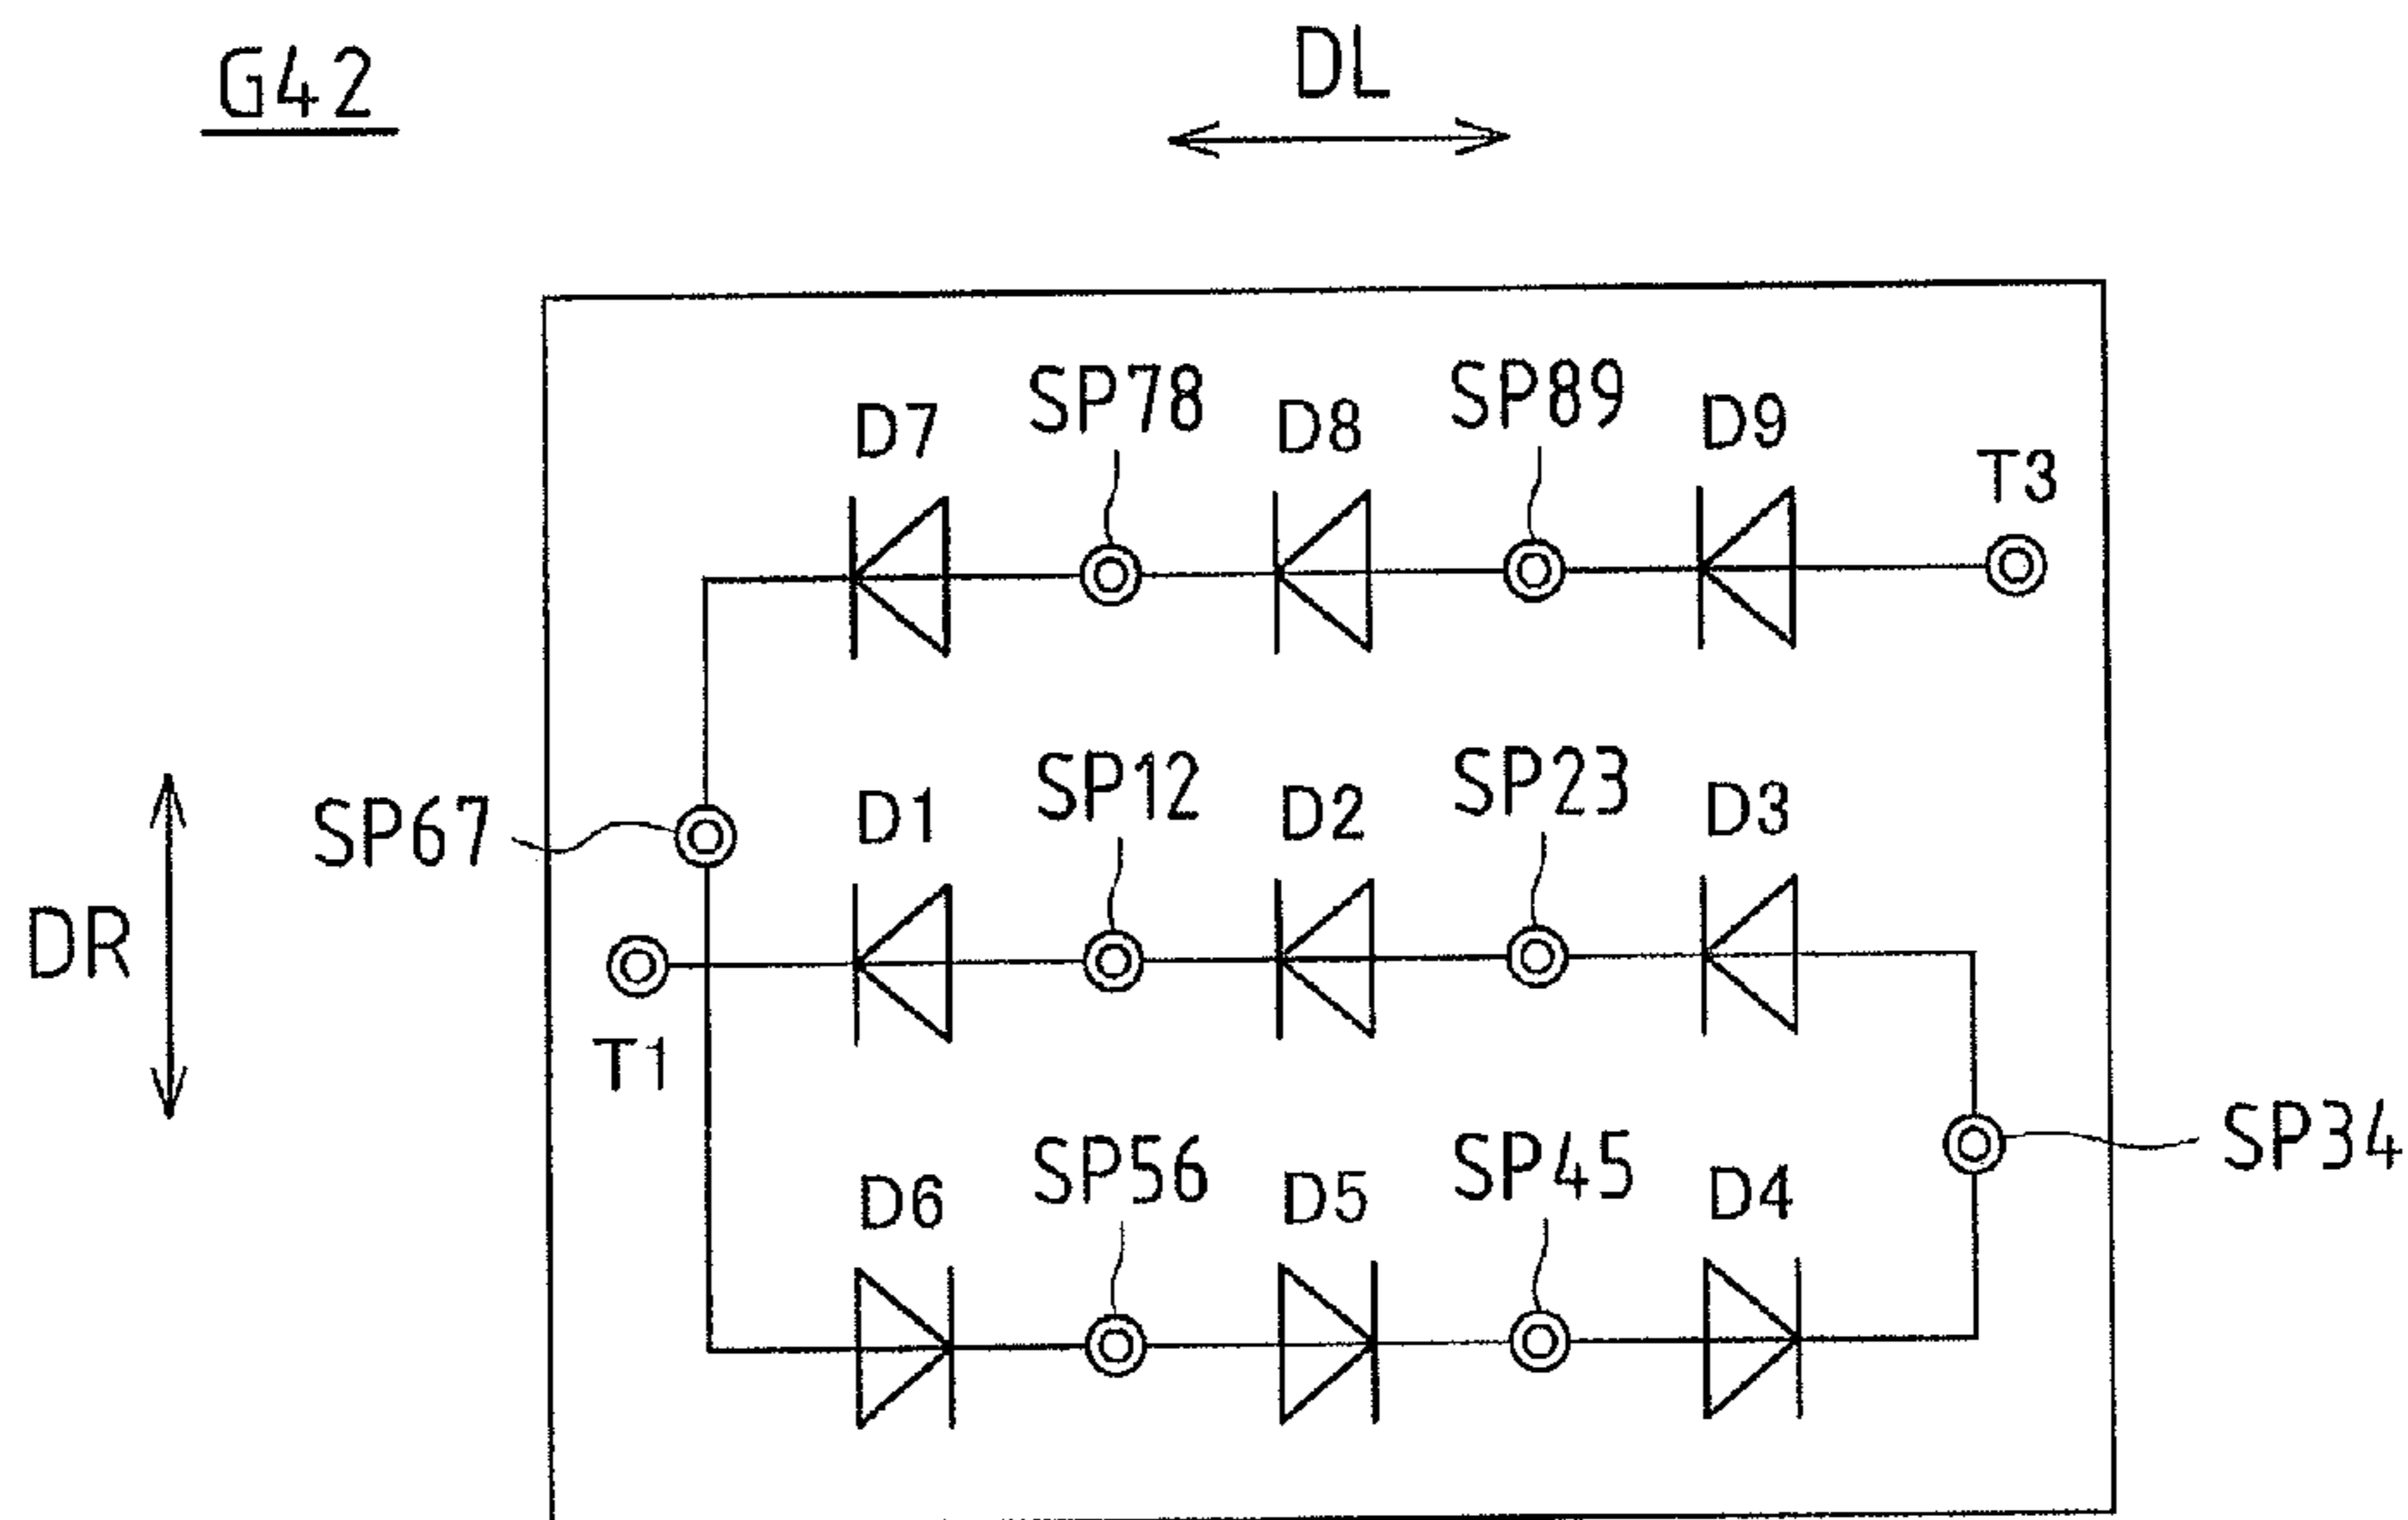 G42
DL
D7
SP78
D8
SP89
D9
T3
SP67
D1
SP12
D2
SP23
D3
DR
T1
D6
SP56
D5
SP45
D4
SP34